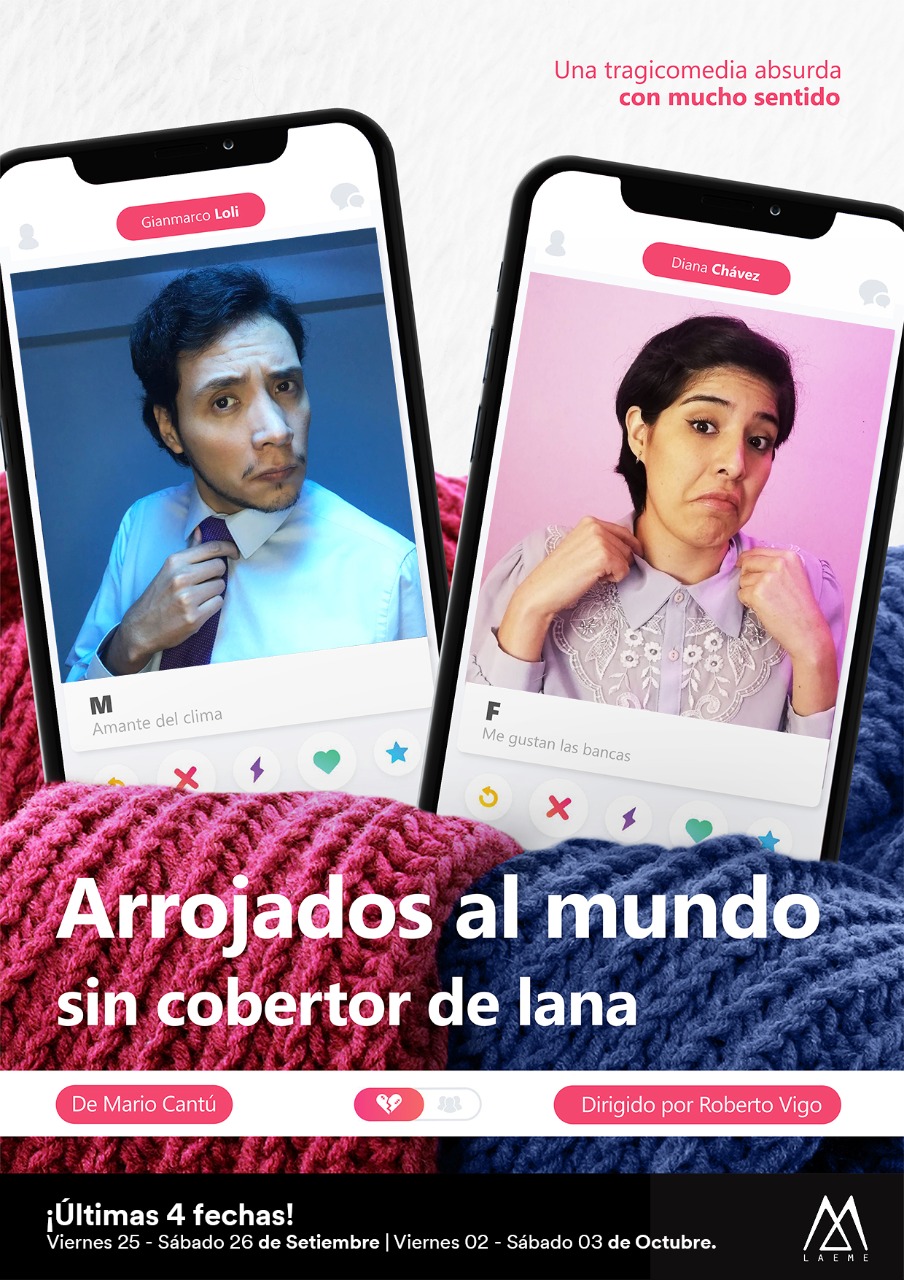 Una tragicomedia absurda
con mucho sentido
Gianmarco Loli
Diana Chávez
M
Amante del clima
F
Me gustan las bancas
Arrojados al mundo
sin cobertor de lana
De Mario Cantú
Dirigido por Roberto Vigo
¡Últimas 4 fechas!
Viernes 25 - Sábado 26 de Setiembre | Viernes 02 - Sábado 03 de Octubre.
LAEME